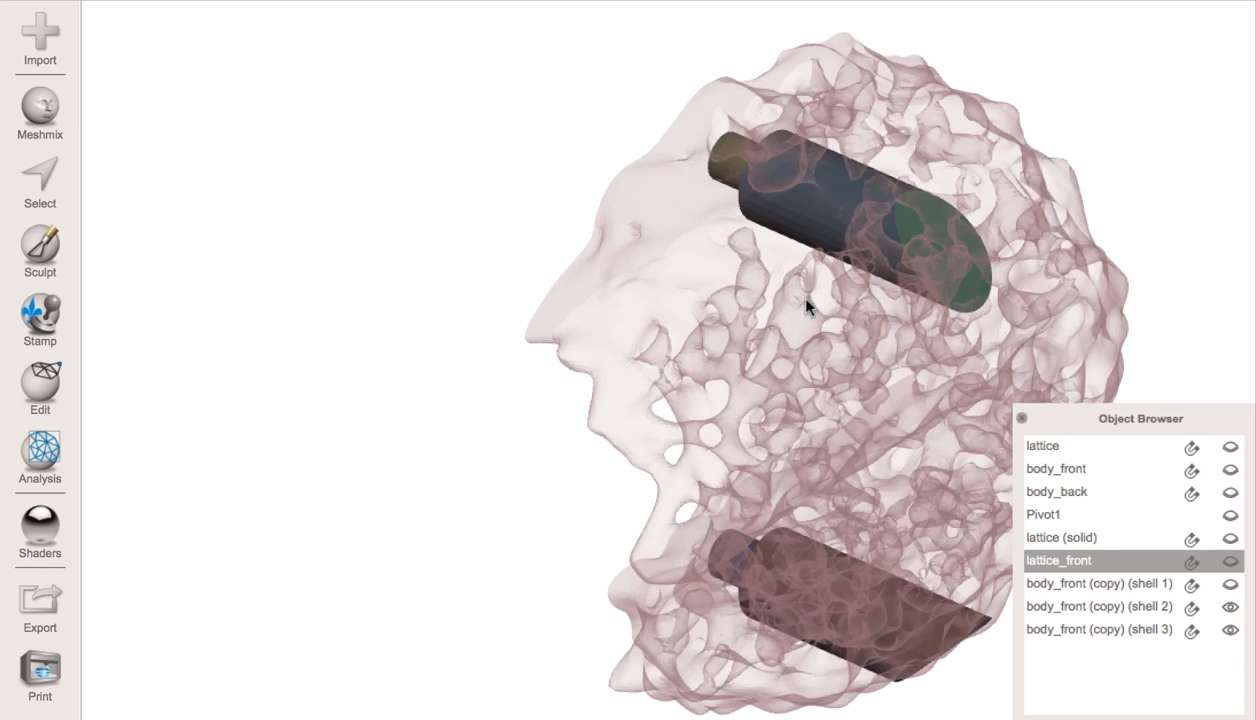 Import
Meshmix
Select
Sculpt
Stamp
Edit
Analysis
Shaders
Export
Print
Object Browser
lattice
body_front
body_back
Pivot1
lattice (solid)
lattice_front
body_front (copy) (shell 1)
body_front (copy) (shell 2)
body_front (copy) (shell 3)